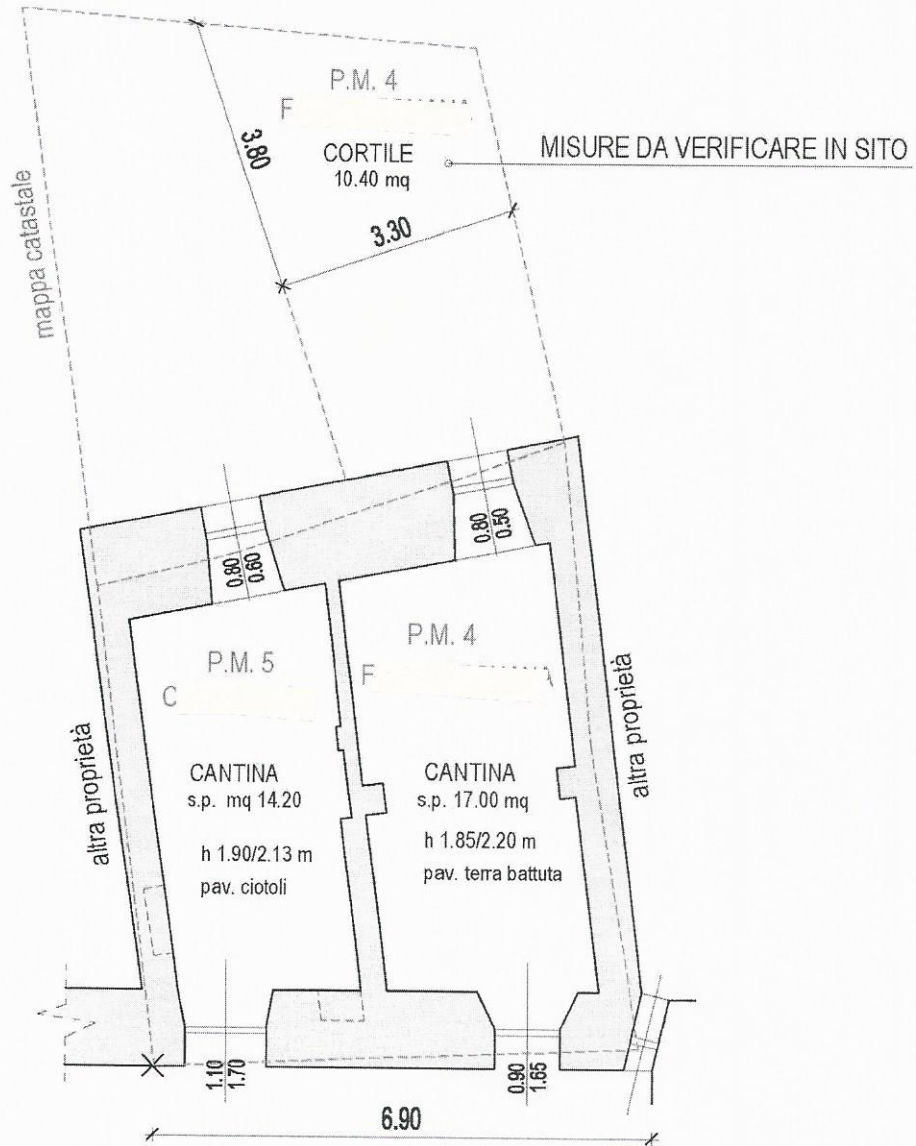 P.M. 4
F
CORTILE
10.40 mq
MISURE DA VERIFICARE IN SITO
3.80
3.30
mappa catastale
0.80
0.60
0.80
0.50
P.M. 5
C
P.M. 4
F
altra proprietà
altra proprietà
CANTINA
s.p. mq 14.20
h 1.90/2.13 m
pav. ciotoli
CANTINA
s.p. 17.00 mq
h 1.85/2.20 m
pav. terra battuta
1.10
1.70
0.90
1.65
6.90